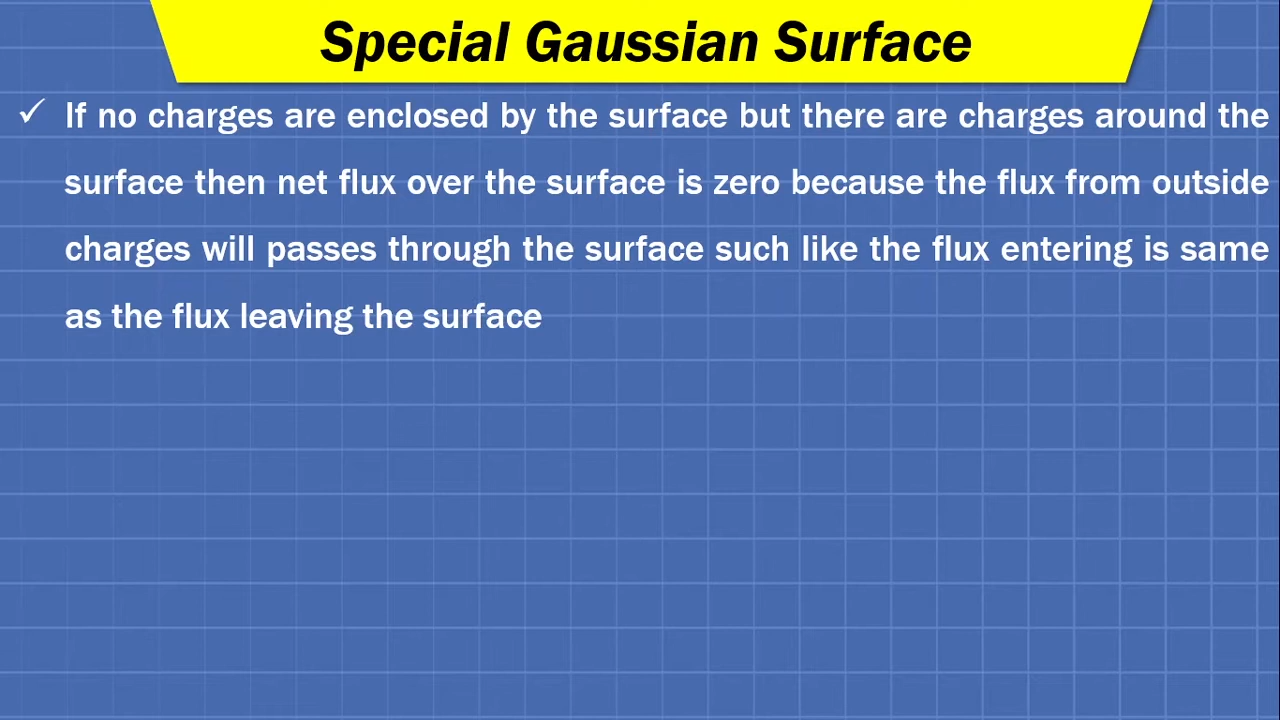 Special Gaussian Surface
✓ If no charges are enclosed by the surface but there are charges around the
surface then net flux over the surface is zero because the flux from outside
charges will passes through the surface such like the flux entering is same
as the flux leaving the surface